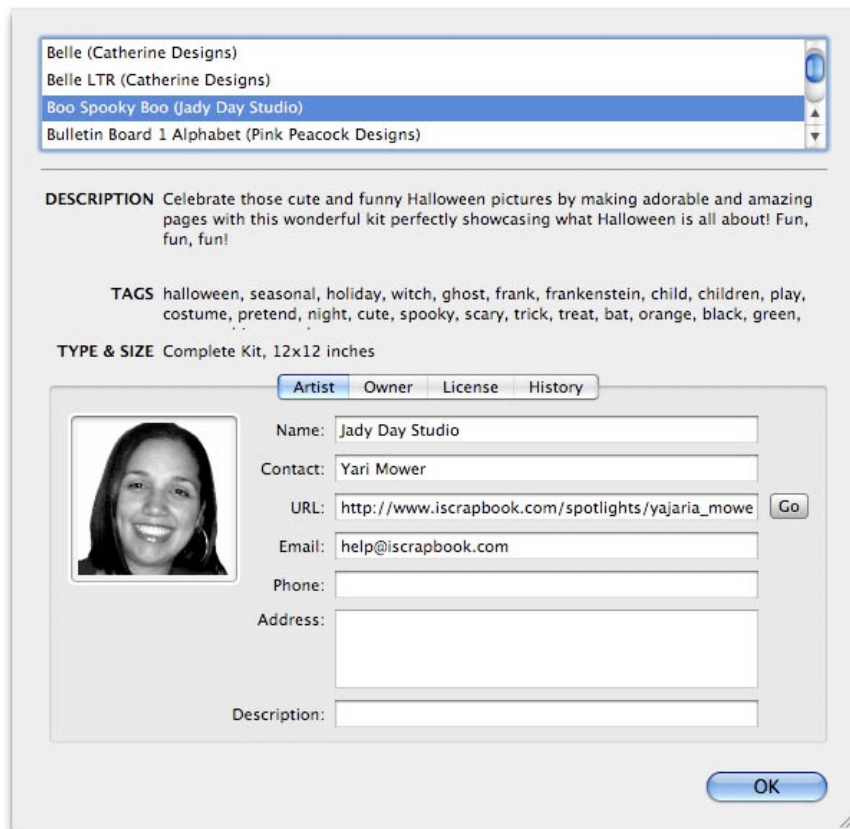 Belle (Catherine Designs)
Belle LTR (Catherine Designs)
Boo Spooky Boo (Jady Day Studio)
Bulletin Board 1 Alphabet (Pink Peacock Designs)
DESCRIPTION Celebrate those cute and funny Halloween pictures by making adorable and amazing
pages with this wonderful kit perfectly showcasing what Halloween is all about! Fun,
fun, fun!
TAGS halloween, seasonal, holiday, witch, ghost, frank, frankenstein, child, children, play,
costume, pretend, night, cute, spooky, scary, trick, treat, bat, orange, black, green,
TYPE & SIZE Complete Kit, 12x12 inches
Artist Owner License History
Name: Jady Day Studio
Contact: Yari Mower
URL: http://www.iscrapbook.com/spotlights/yajaria_mowe Go
Email: help@iscrapbook.com
Phone:
Address:
Description:
OK